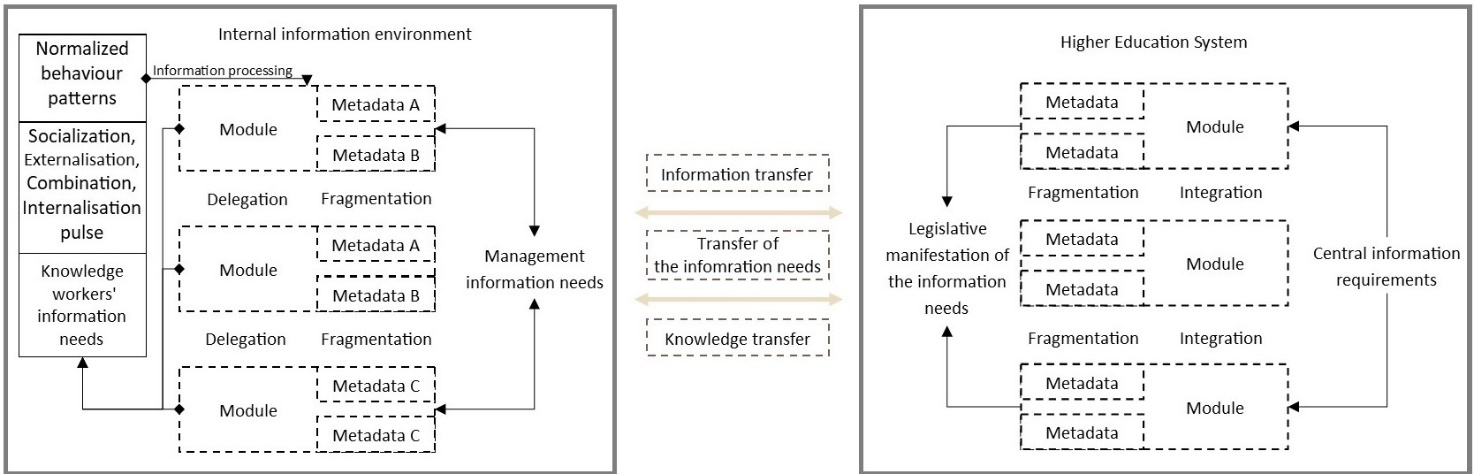 Internal information environment
Normalized
behaviour
patterns
Information processing
Socialization,
Externalisation,
Combination,
Internalisation
pulse
Knowledge
workers'
information
needs
Module
Metadata A
Metadata B
Delegation
Fragmentation
Module
Metadata A
Metadata B
Delegation
Fragmentation
Module
Metadata C
Metadata C
Management
information needs
Information transfer
Transfer of
the infomration needs
Knowledge transfer
Higher Education System
Metadata
Metadata
Module
Fragmentation
Integration
Legislative
manifestation of
the information
needs
Metadata
Metadata
Module
Central information
requirements
Fragmentation
Integration
Metadata
Metadata
Module